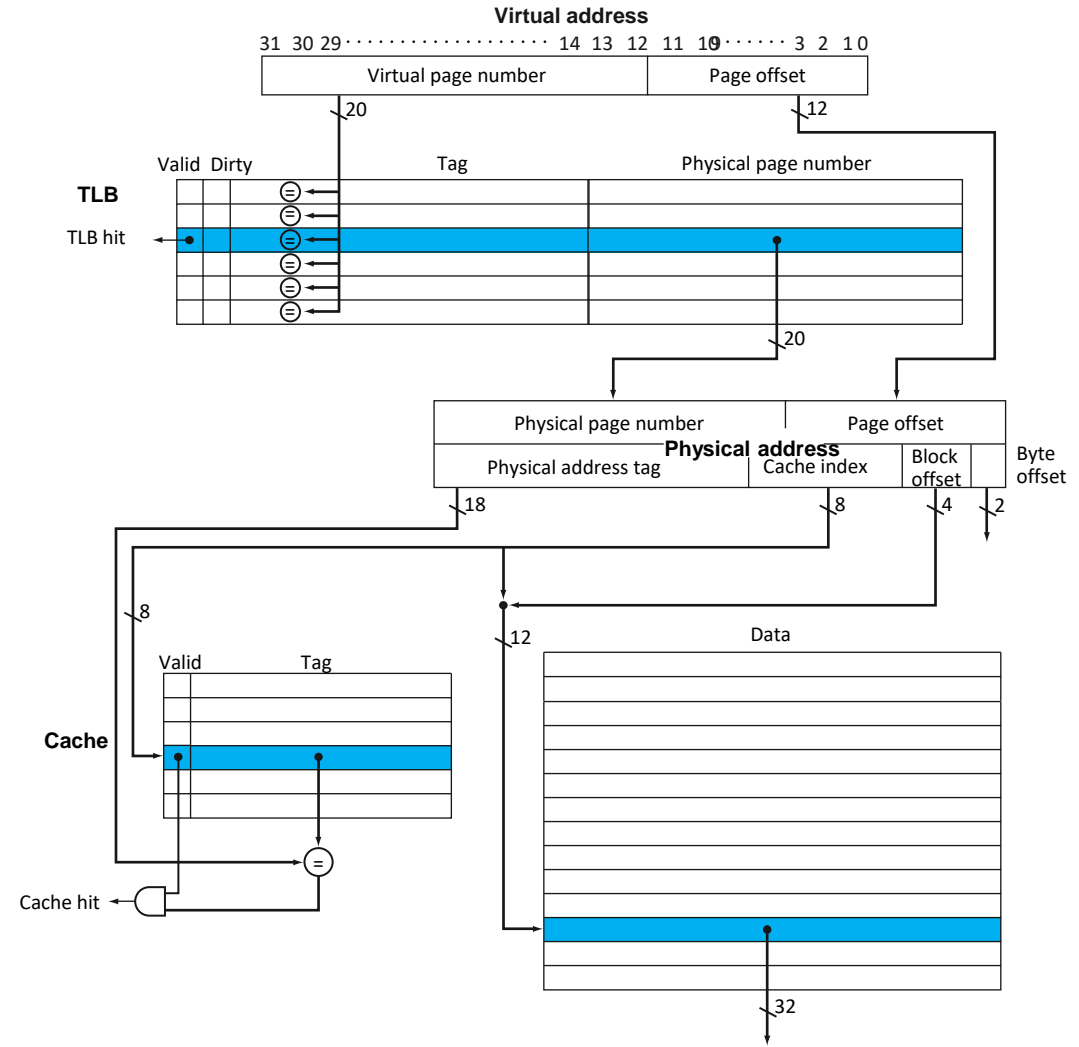 Virtual address
31 30 29 · · · · · · · · · · · · · · · · · · · 14 13 12 11 10 9 · · · · · · 3 2 1 0
Virtual page number Page offset
20 12
Valid Dirty Tag Physical page number
TLB
=
=
TLB hit =
=
=
=
20
Physical page number Page offset
Physical address
Physical address tag Cache index Block offset Byte offset
18 8 4 2
8
12
Data
Valid Tag
Cache
=
Cache hit
32